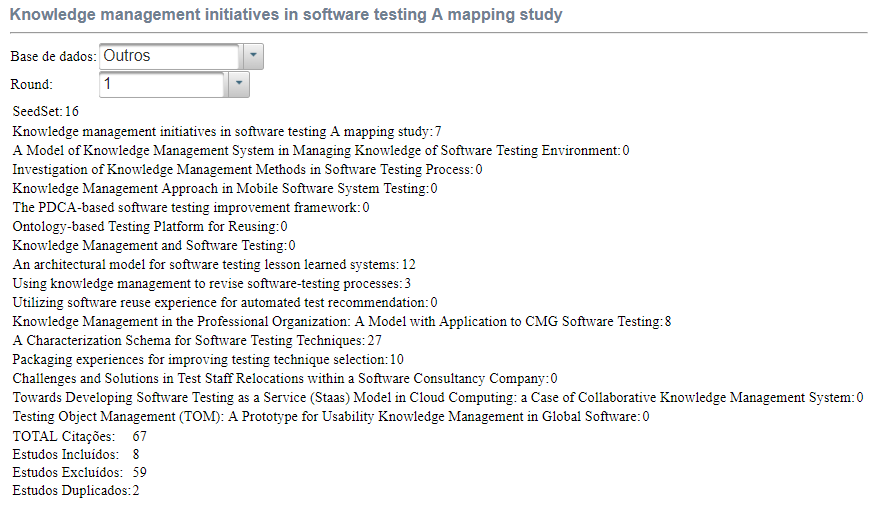 Knowledge management initiatives in software testing A mapping study
Base de dados: Outros
Round: 1
SeedSet: 16
Knowledge management initiatives in software testing A mapping study: 7
A Model of Knowledge Management System in Managing Knowledge of Software Testing Environment: 0
Investigation of Knowledge Management Methods in Software Testing Process: 0
Knowledge Management Approach in Mobile Software System Testing: 0
The PDCA-based software testing improvement framework: 0
Ontology-based Testing Platform for Reusing: 0
Knowledge Management and Software Testing: 0
An architectural model for software testing lesson learned systems: 12
Using knowledge management to revise software-testing processes: 3
Utilizing software reuse experience for automated test recommendation: 0
Knowledge Management in the Professional Organization: A Model with Application to CMG Software Testing: 8
A Characterization Schema for Software Testing Techniques: 27
Packaging experiences for improving testing technique selection: 10
Challenges and Solutions in Test Staff Relocations within a Software Consultancy Company: 0
Towards Developing Software Testing as a Service (Staas) Model in Cloud Computing: a Case of Collaborative Knowledge Management System: 0
Testing Object Management (TOM): A Prototype for Usability Knowledge Management in Global Software: 0
TOTAL Citações: 67
Estudos Incluídos: 8
Estudos Excluídos: 59
Estudos Duplicados: 2